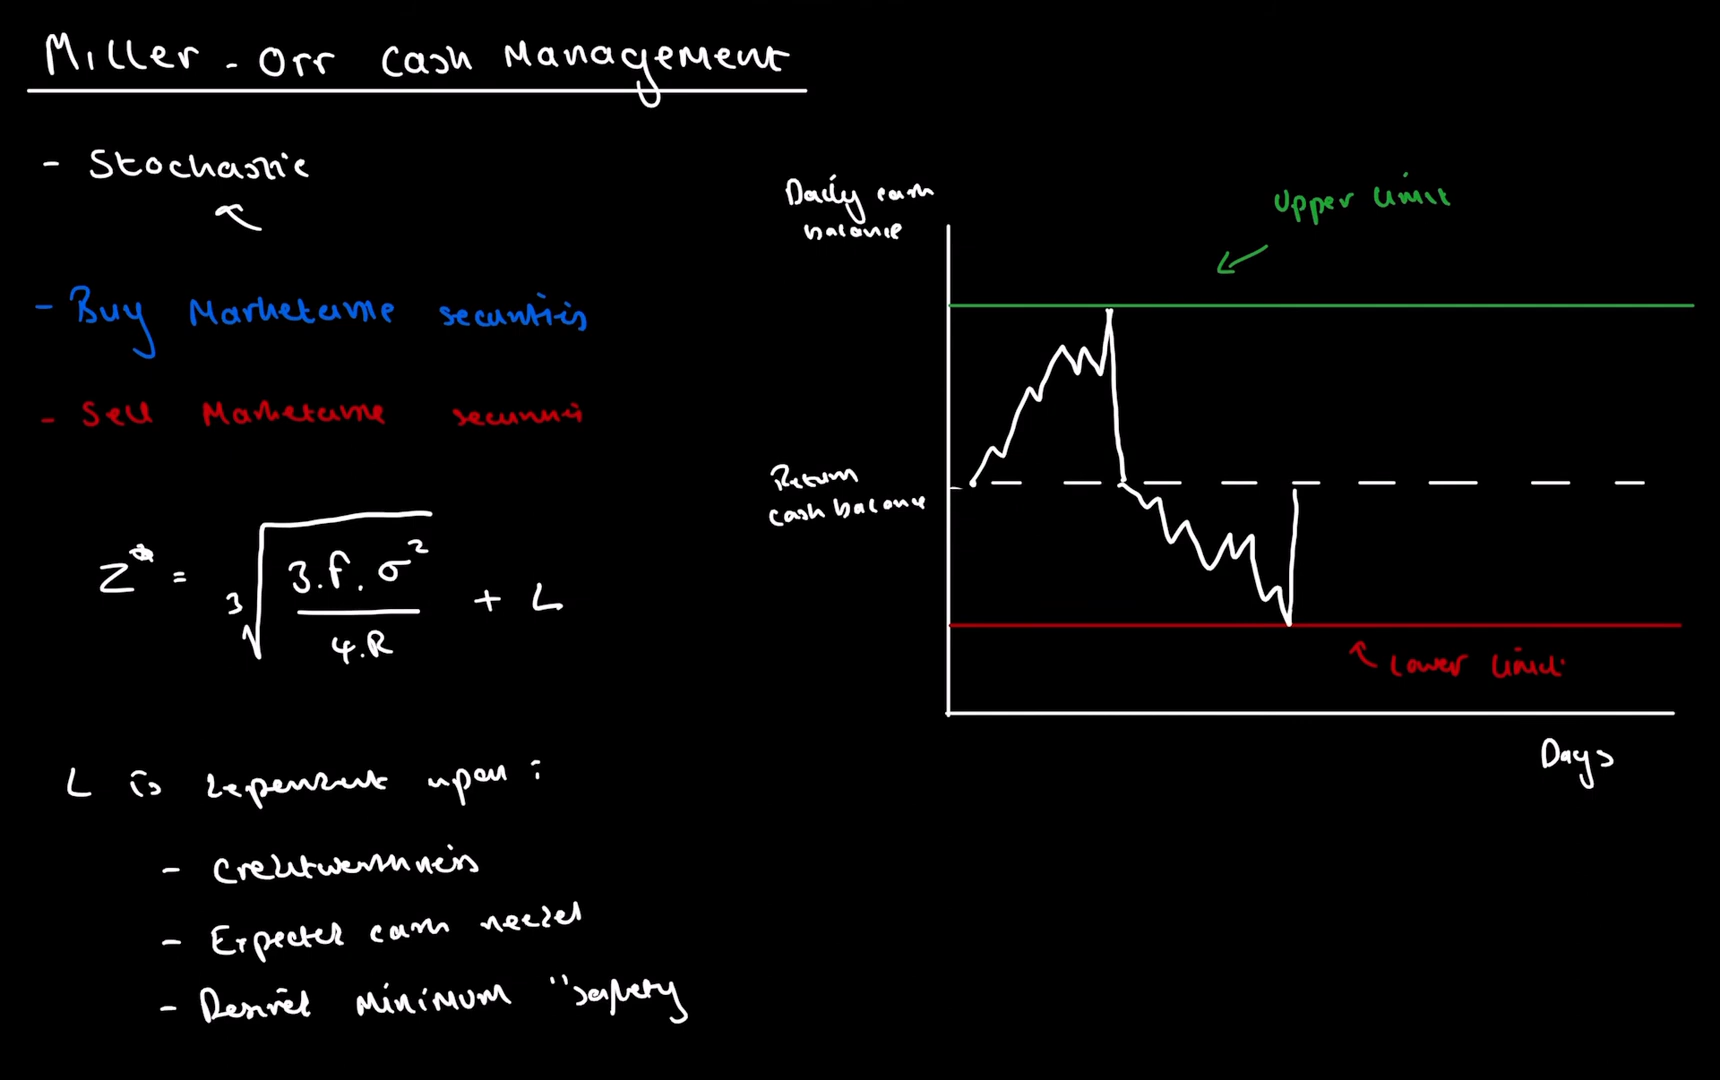 Miller - Orr Cash Management
- Stochastic
- Buy Marketable securities
- Sell Marketable securities
Z* = ∛(3.f.σ² / 4.R) + L
L is dependent upon :
- Creditworthiness
- Expected cash needed
- Desired minimum "safety
Daily cash
balance
Upper limit
Return
cash balance
Lower limit
Days